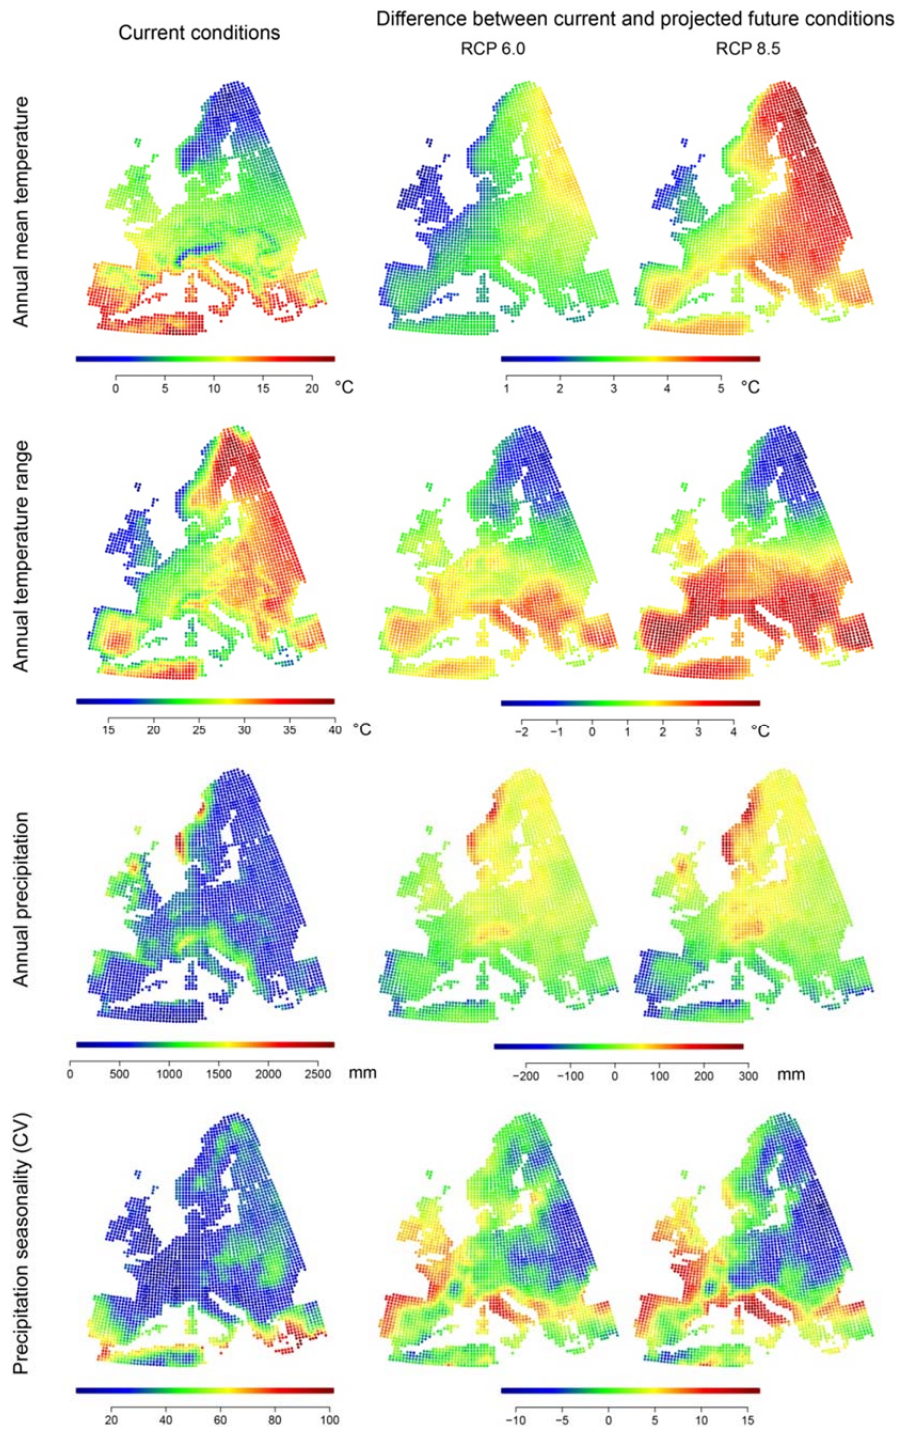 Difference between current and projected future conditions
Current conditions
RCP 6.0
RCP 8.5
Annual mean temperature
0 5 10 15 20 °C
1 2 3 4 5 °C
Annual temperature range
15 20 25 30 35 40 °C
−2 −1 0 1 2 3 4 °C
Annual precipitation
0 500 1000 1500 2000 2500 mm
−200 −100 0 100 200 300 mm
Precipitation seasonality (CV)
20 40 60 80 100
−10 −5 0 5 10 15